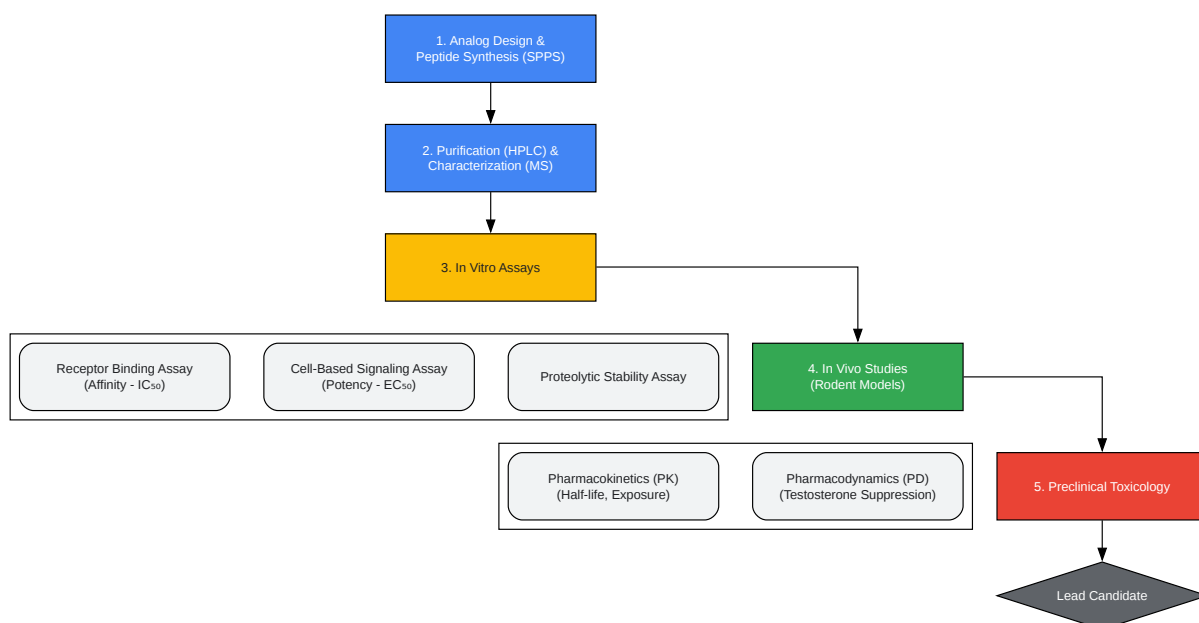 1. Analog Design &
Peptide Synthesis (SPPS)
2. Purification (HPLC) &
Characterization (MS)
3. In Vitro Assays
Receptor Binding Assay
(Affinity - IC₅₀)
Cell-Based Signaling Assay
(Potency - EC₅₀)
Proteolytic Stability Assay
4. In Vivo Studies
(Rodent Models)
Pharmacokinetics (PK)
(Half-life, Exposure)
Pharmacodynamics (PD)
(Testosterone Suppression)
5. Preclinical Toxicology
Lead Candidate